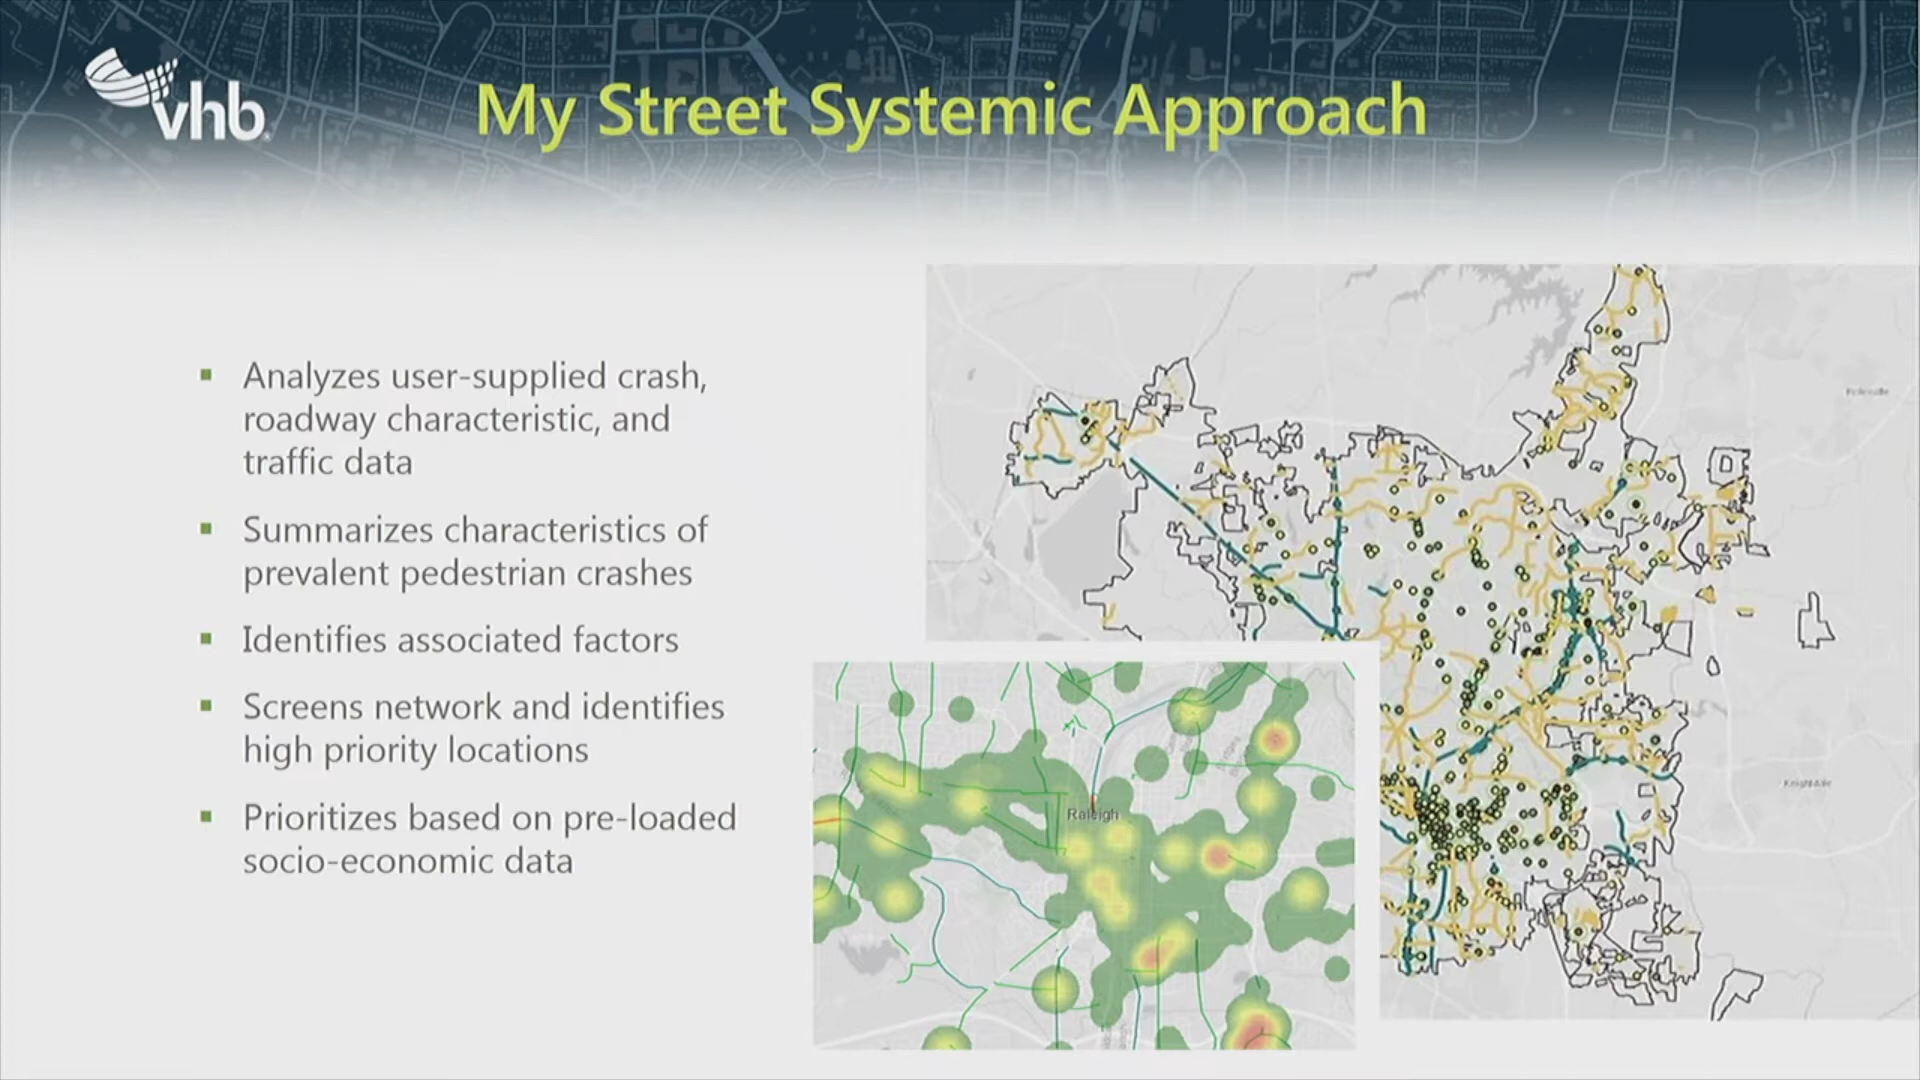 vhb
My Street Systemic Approach
Analyzes user-supplied crash,
roadway characteristic, and
traffic data
Summarizes characteristics of
prevalent pedestrian crashes
Identifies associated factors
Screens network and identifies
high priority locations
Prioritizes based on pre-loaded
socio-economic data
Rolesville
Knightdale
Raleigh